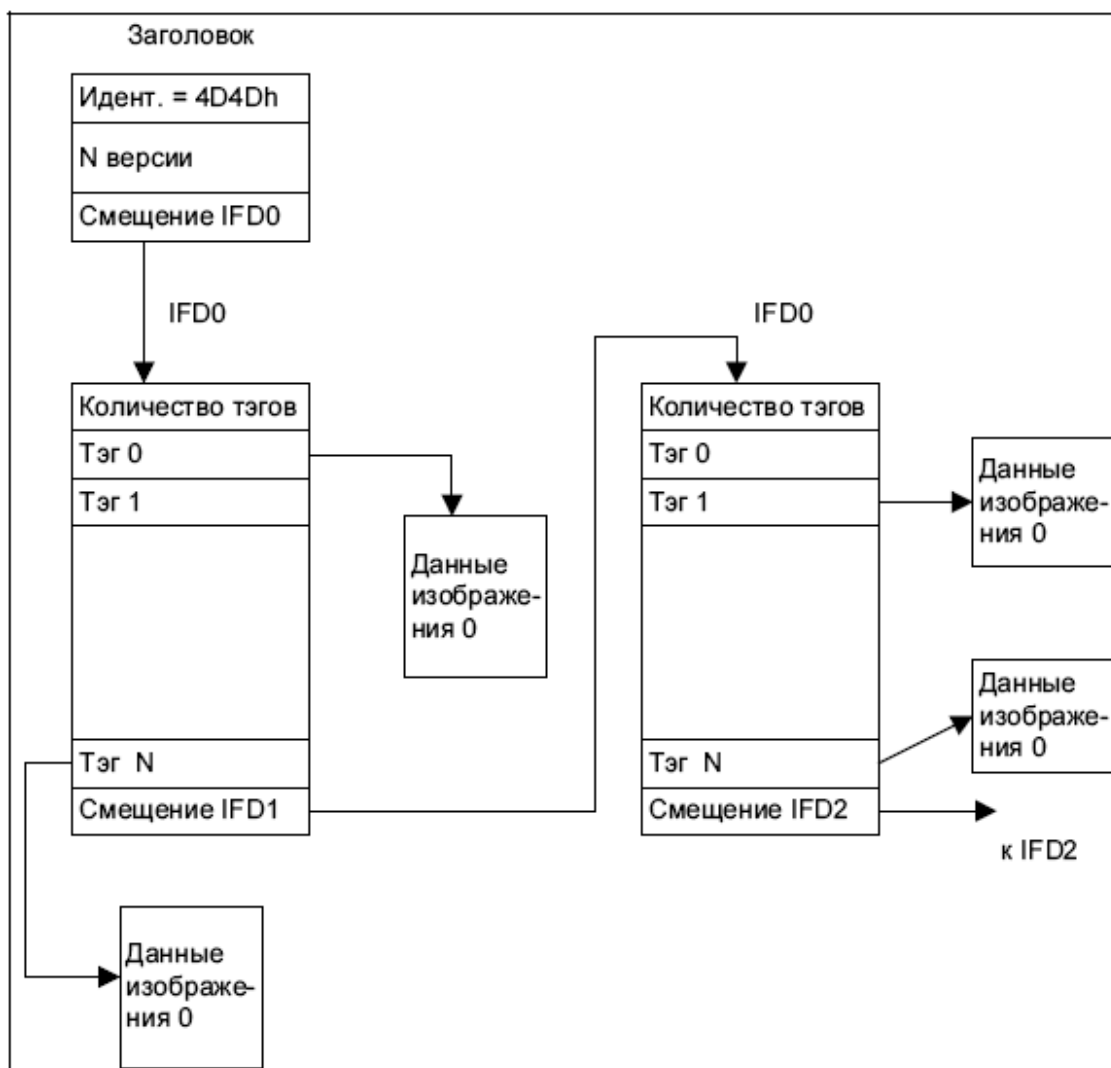 Заголовок
Идент. = 4D4Dh
N версии
Смещение IFD0
IFD0
Количество тэгов
Тэг 0
Тэг 1
Тэг N
Смещение IFD1
Данные
изображе-
ния 0
Данные
изображе-
ния 0
IFD0
Количество тэгов
Тэг 0
Тэг 1
Тэг N
Смещение IFD2
Данные
изображе-
ния 0
Данные
изображе-
ния 0
к IFD2